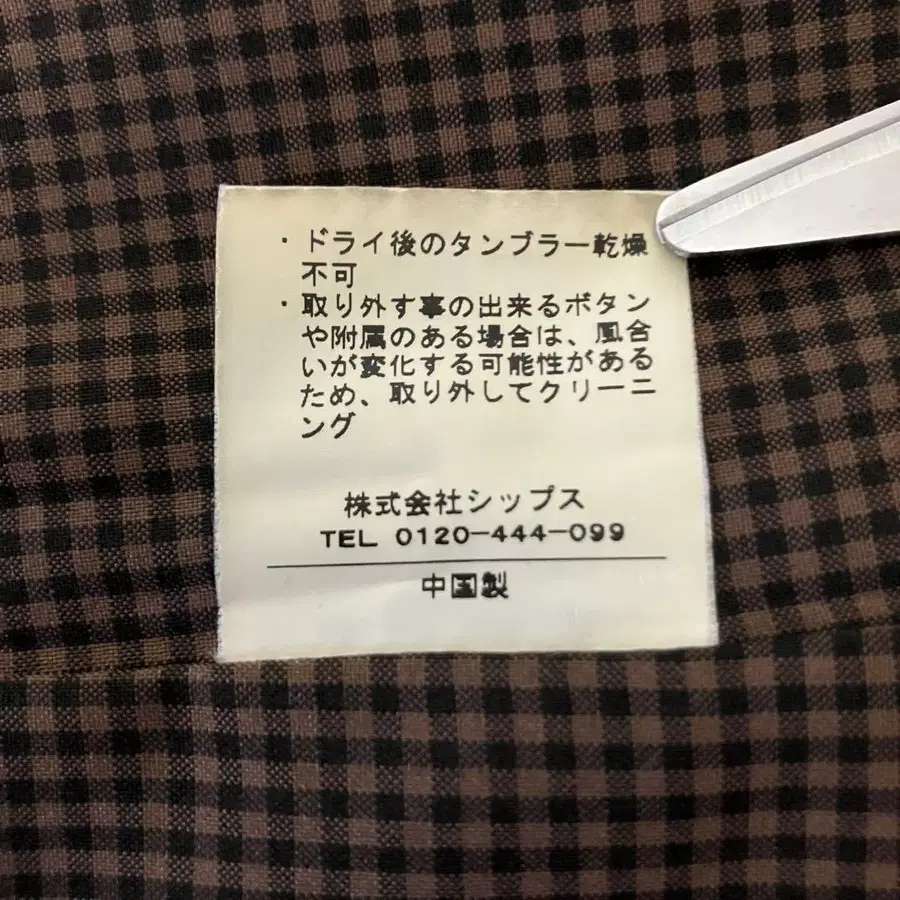 ・ドライ後のタンブラー乾燥
不可
・取り外す事の出来るボタン
や附属のある場合は、風合
いが変化する可能性がある
ため、取り外してクリーニ
ング
株式会社シップス
TEL 0120-444-099
中国製